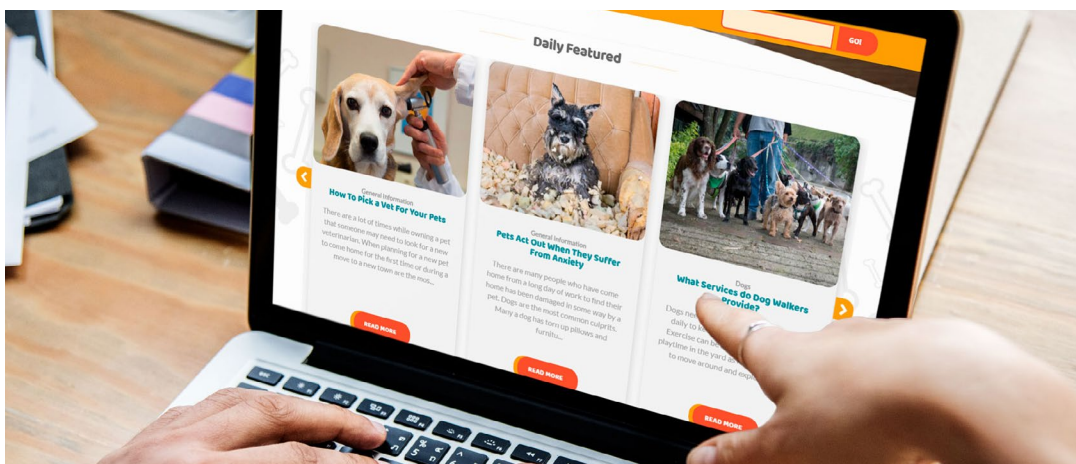 GO!
Daily Featured
General Information
How To Pick a Vet For Your Pets
There are a lot of times while owning a pet
that someone may need to look for a new
veterinarian. When planning for a new pet
to come home for the first time or during a
move to a new town are the mos...
READ MORE
General Information
Pets Act Out When They Suffer
From Anxiety
There are many people who have come
home from a long day of work to find their
home has been damaged in some way by a
pet. Dogs are the most common culprits.
Many a dog has torn up pillows and
furnitu...
READ MORE
Dogs
What Services do Dog Walkers
Provide?
Dogs
daily to
Exercise can be
playtime in the yard
to move around and
READ MORE